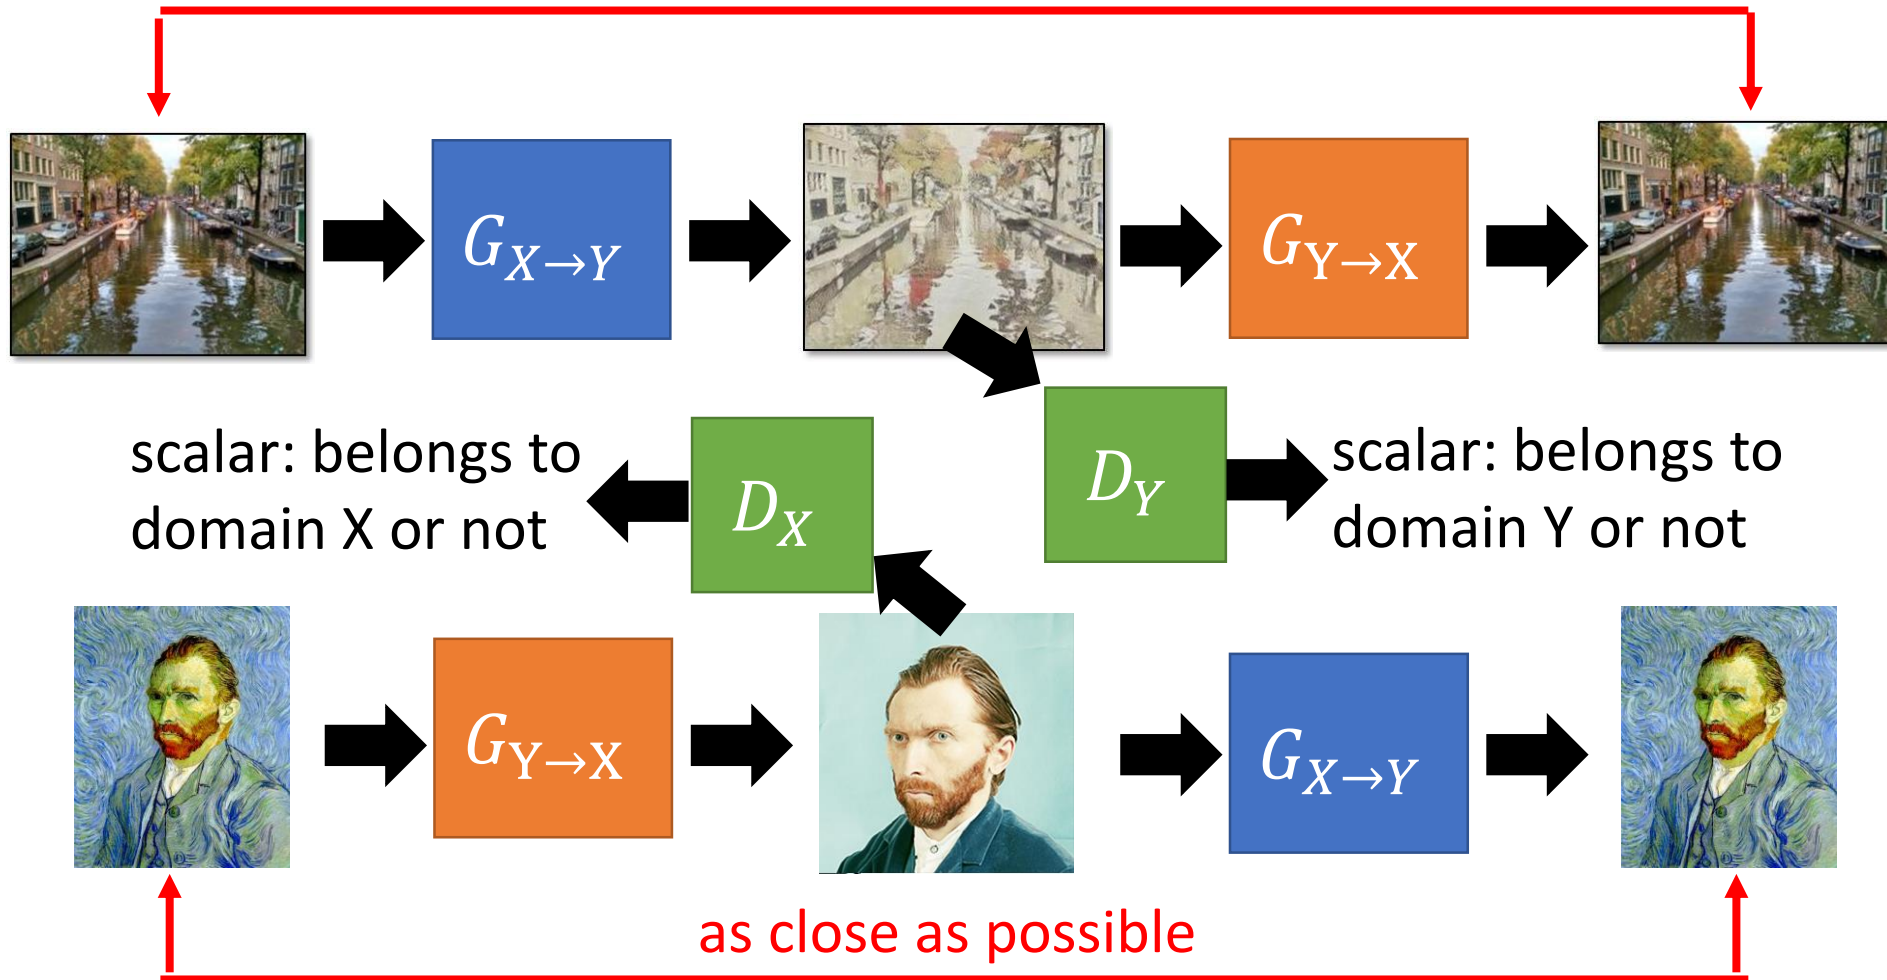 G_{X→Y}
G_{Y→X}
scalar: belongs to
domain X or not
D_X
D_Y
scalar: belongs to
domain Y or not
G_{Y→X}
G_{X→Y}
as close as possible